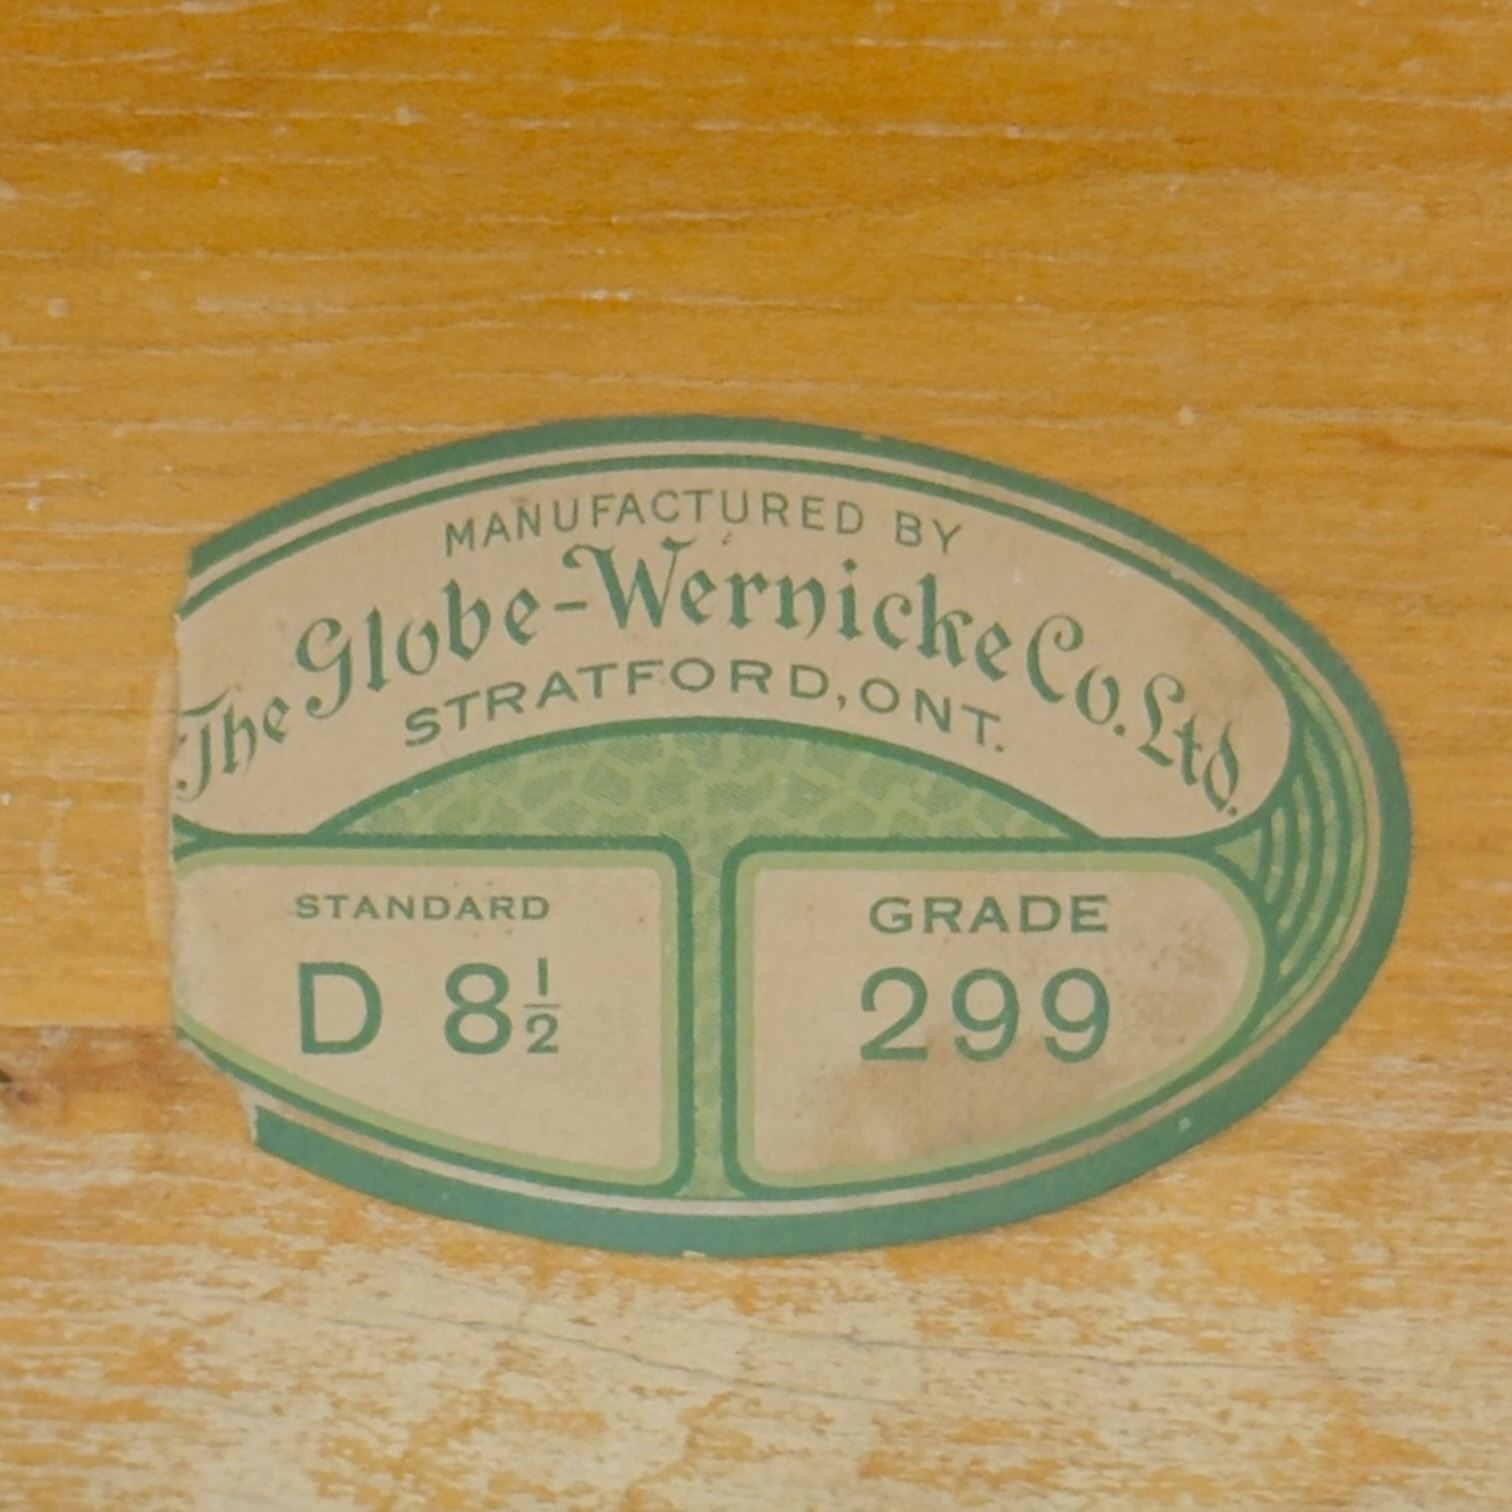 MANUFACTURED BY
The Globe-Wernicke Co. Ltd.
STRATFORD, ONT.
STANDARD
D 8½
GRADE
299